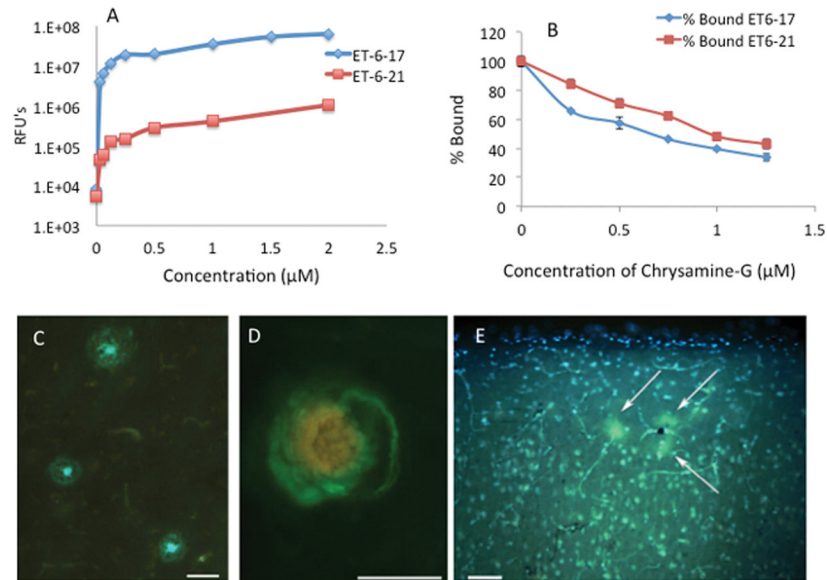 A
1.E+08
1.E+07
1.E+06
1.E+05
1.E+04
1.E+03
RFU's
0 0.5 1 1.5 2 2.5
Concentration (µM)
ET-6-17
ET-6-21
B
% Bound ET6-17
% Bound ET6-21
120
100
80
60
40
20
0
% Bound
0 0.5 1 1.5
Concentration of Chrysamine-G (µM)
C
D
E